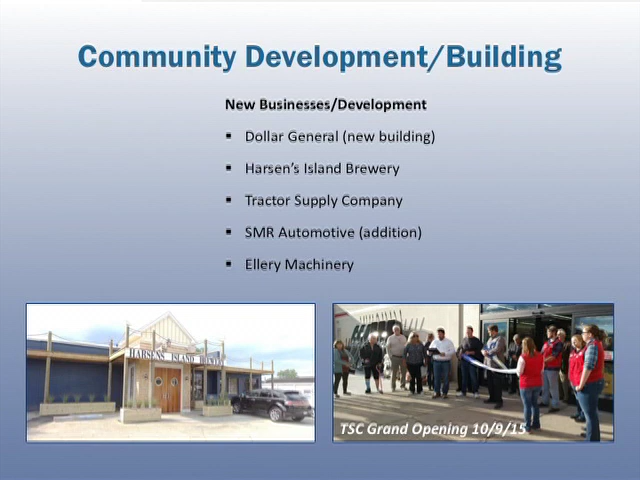 Community Development/Building
New Businesses/Development
▪ Dollar General (new building)
▪ Harsen's Island Brewery
▪ Tractor Supply Company
▪ SMR Automotive (addition)
▪ Ellery Machinery
HARSEN'S ISLAND
TSC Grand Opening 10/9/15